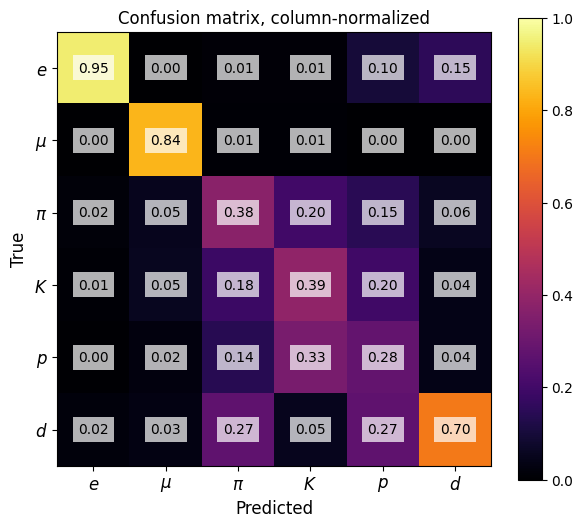 Confusion matrix, column-normalized
True
e 0.95 0.00 0.01 0.01 0.10 0.15
μ 0.00 0.84 0.01 0.01 0.00 0.00
π 0.02 0.05 0.38 0.20 0.15 0.06
K 0.01 0.05 0.18 0.39 0.20 0.04
p 0.00 0.02 0.14 0.33 0.28 0.04
d 0.02 0.03 0.27 0.05 0.27 0.70
e μ π K p d
Predicted
1.0
0.8
0.6
0.4
0.2
0.0